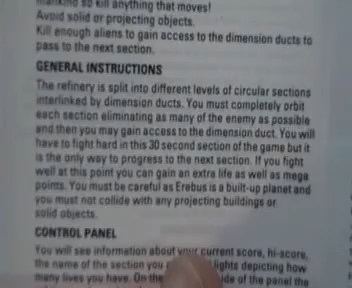 mankind so kill anything that moves!
Avoid solid or projecting objects.
Kill enough aliens to gain access to the dimension ducts to
pass to the next section.
GENERAL INSTRUCTIONS
The refinery is split into different levels of circular sections
interlinked by dimension ducts. You must completely orbit
each section eliminating as many of the enemy as possible
and then you may gain access to the dimension duct. You will
have to fight hard in this 30 second section of the game but it
is the only way to progress to the next section. If you fight
well at this point you can gain an extra life as well as mega
points. You must be careful as Erebus is a built-up planet and
you must not collide with any projecting buildings or
solid objects.
CONTROL PANEL
You will see information about your current score, hi-score,
the name of the section you lights depicting how
many lives you have. On the side of the panel the